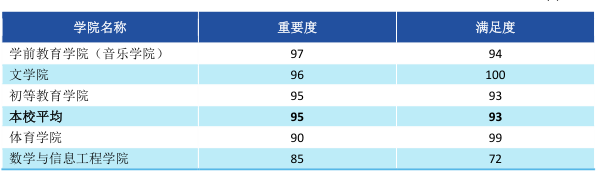 学院名称 重要度 满足度
学前教育学院（音乐学院） 97 94
文学院 96 100
初等教育学院 95 93
本校平均 95 93
体育学院 90 99
数学与信息工程学院 85 72